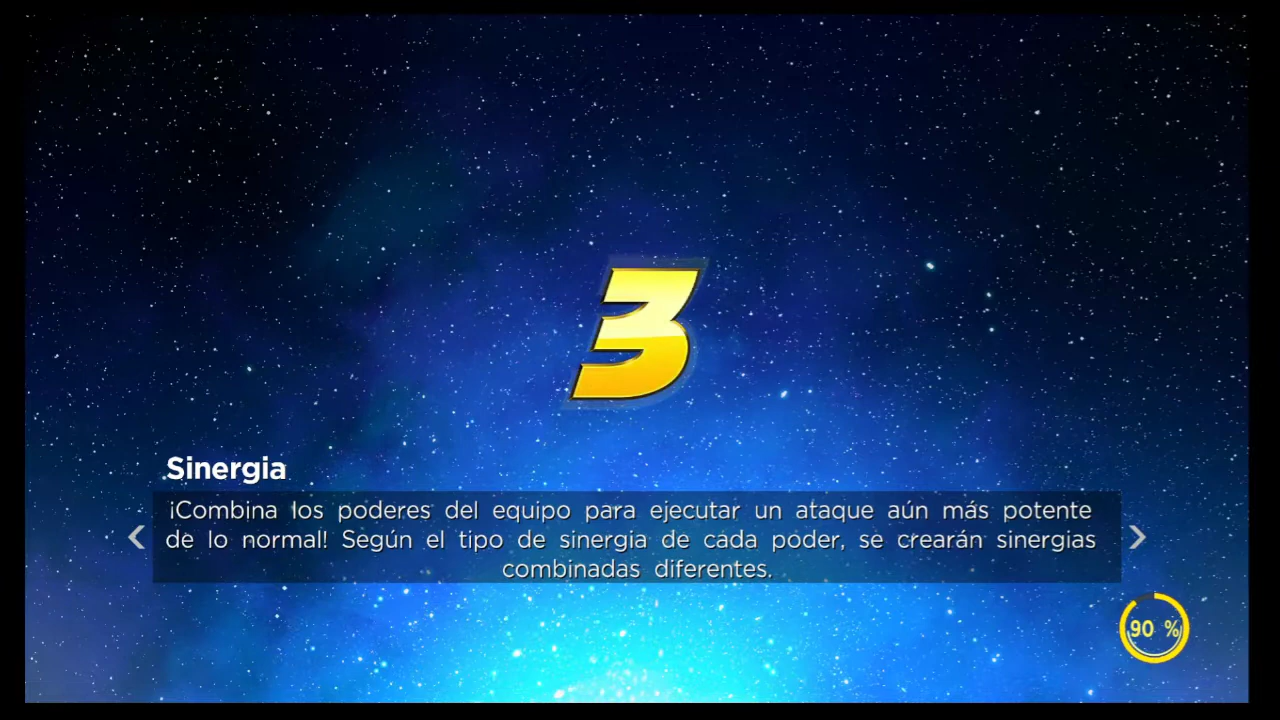 3
Sinergia
¡Combina los poderes del equipo para ejecutar un ataque aún más potente
de lo normal! Según el tipo de sinergia de cada poder, se crearán sinergias
combinadas diferentes.
90 %